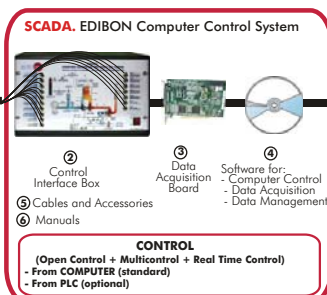 SCADA. EDIBON Computer Control System
②
Control
Interface Box
③
Data
Acquisition
Board
④
Software for:
- Computer Control
- Data Acquisition
- Data Management
⑤ Cables and Accessories
⑥ Manuals
CONTROL
(Open Control + Multicontrol + Real Time Control)
- From COMPUTER (standard)
- From PLC (optional)